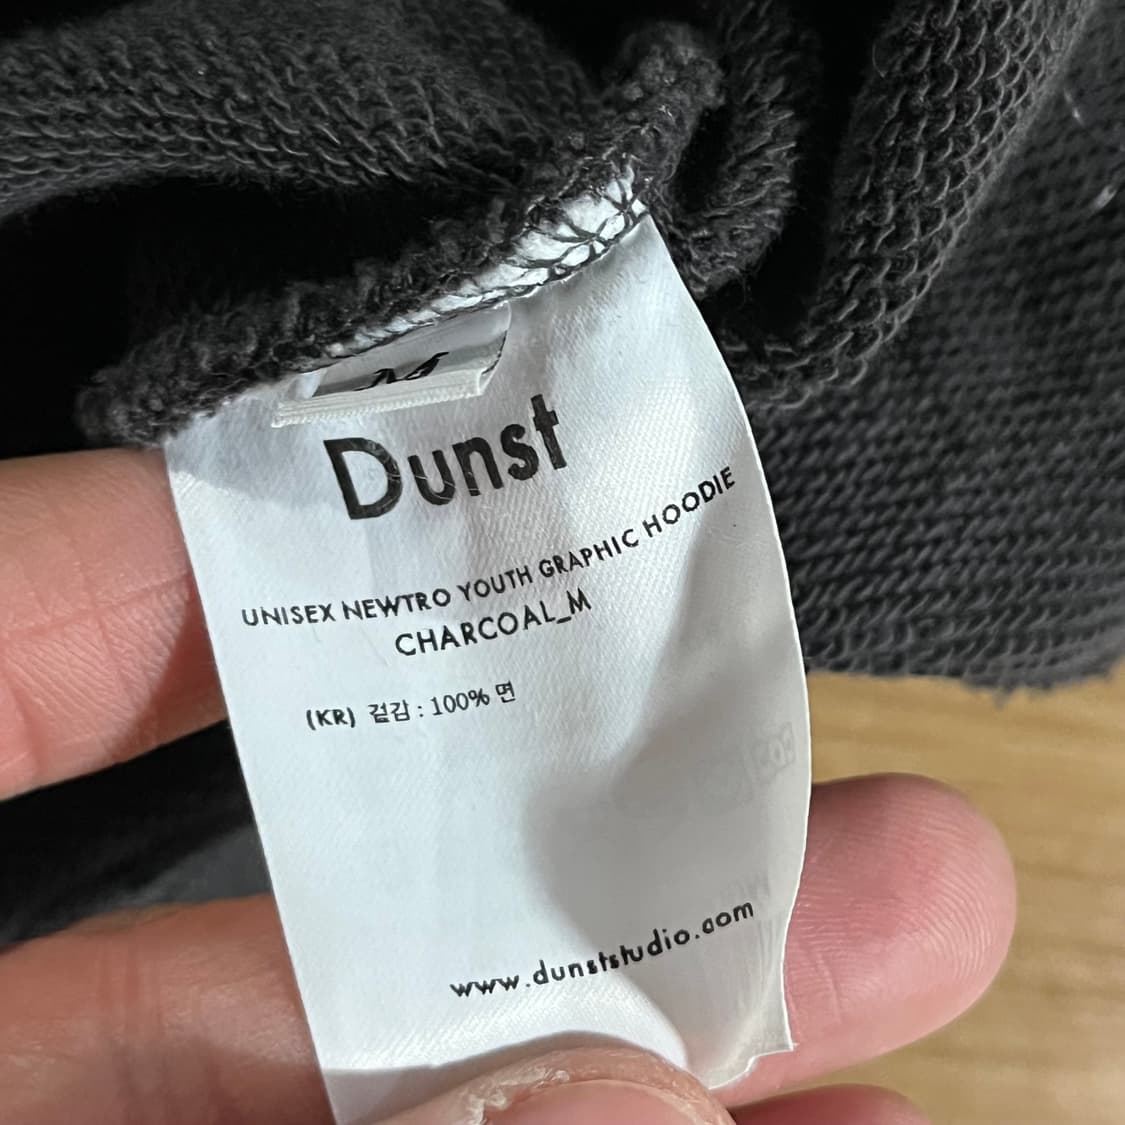 M
Dunst
UNISEX NEWTRO YOUTH GRAPHIC HOODIE
CHARCOAL_M
(KR) 겉감 : 100% 면
www.dunststudio.com